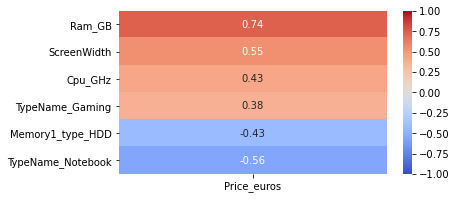 Ram_GB 0.74
ScreenWidth 0.55
Cpu_GHz 0.43
TypeName_Gaming 0.38
Memory1_type_HDD -0.43
TypeName_Notebook -0.56
Price_euros
1.00
0.75
0.50
0.25
0.00
−0.25
−0.50
−0.75
−1.00